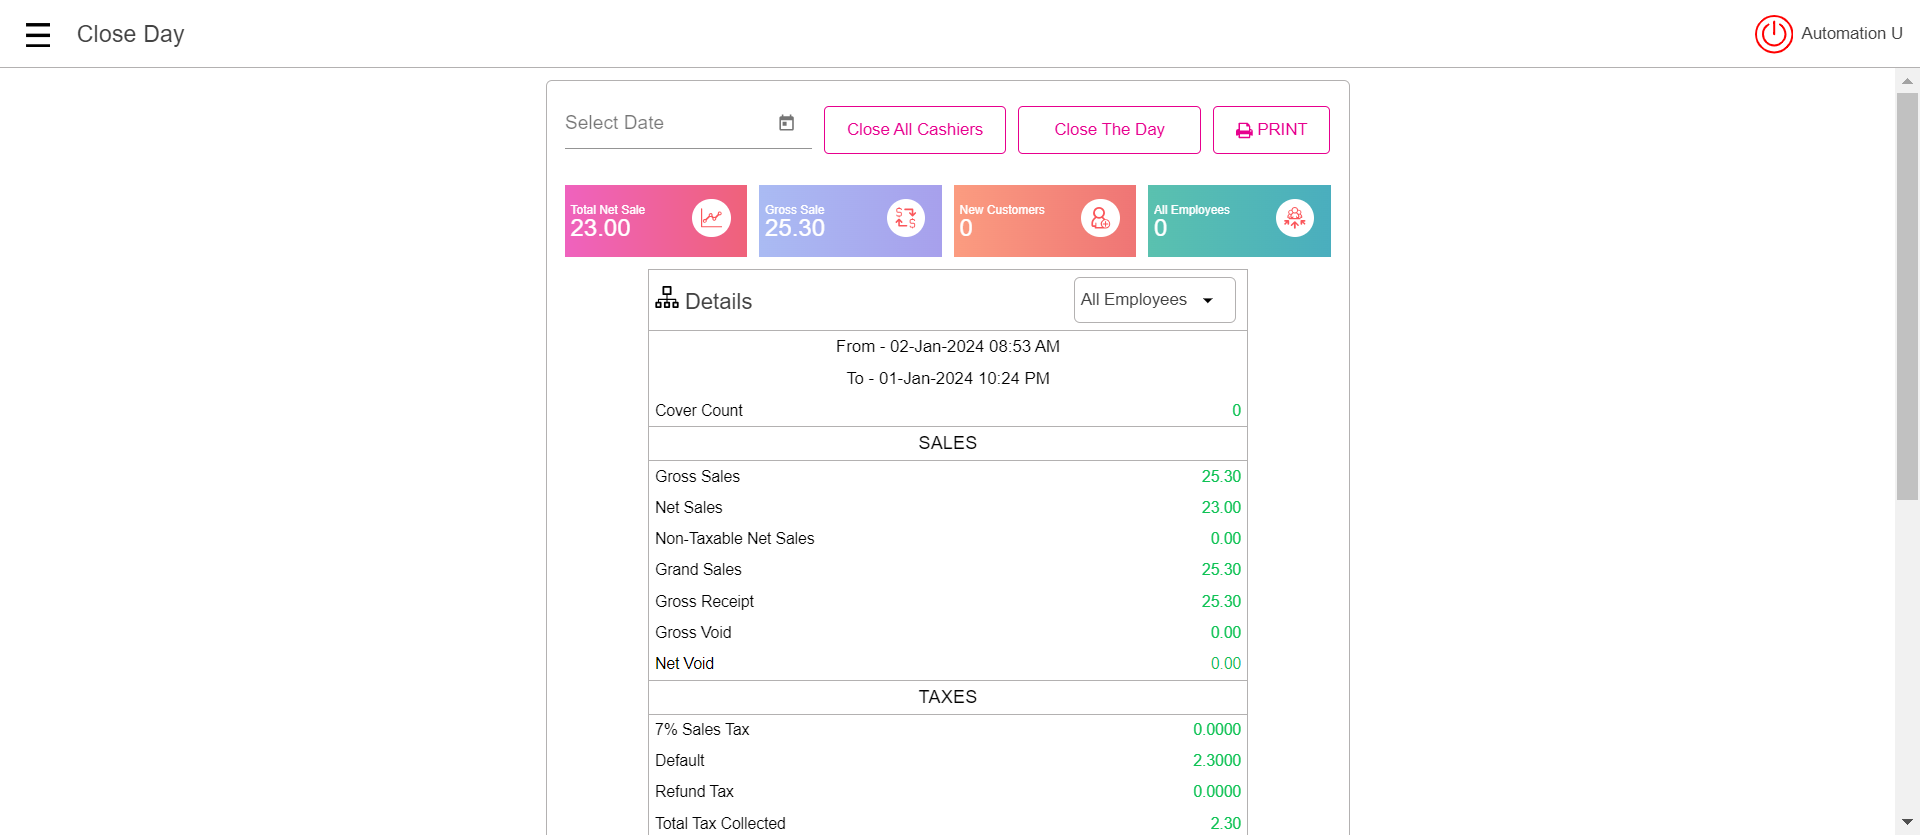 Close Day
Automation U
Select Date
Close All Cashiers
Close The Day
PRINT
Total Net Sale
23.00
Gross Sale
25.30
New Customers
0
All Employees
0
Details
All Employees
From - 02-Jan-2024 08:53 AM
To - 01-Jan-2024 10:24 PM
Cover Count 0
SALES
Gross Sales 25.30
Net Sales 23.00
Non-Taxable Net Sales 0.00
Grand Sales 25.30
Gross Receipt 25.30
Gross Void 0.00
Net Void 0.00
TAXES
7% Sales Tax 0.0000
Default 2.3000
Refund Tax 0.0000
Total Tax Collected 2.30